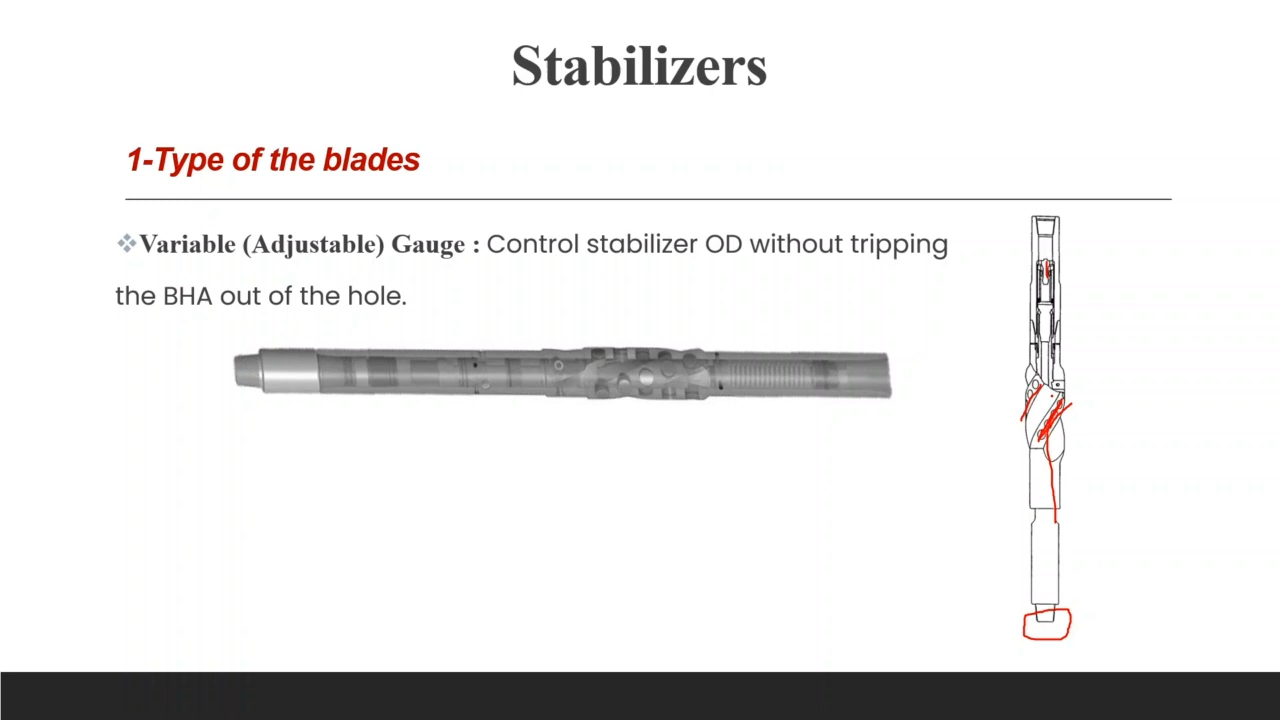 Stabilizers
1-Type of the blades
❖Variable (Adjustable) Gauge : Control stabilizer OD without tripping
the BHA out of the hole.